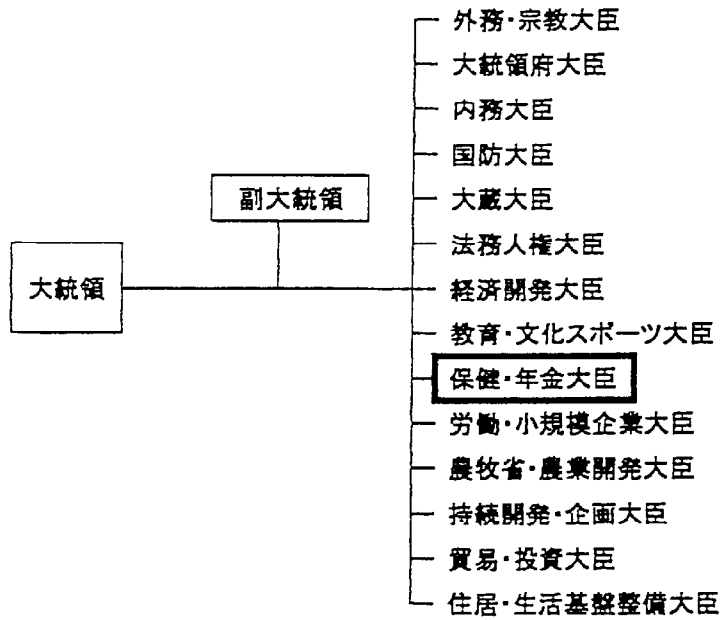 外務・宗教大臣
大統領府大臣
内務大臣
国防大臣
副大統領
大蔵大臣
法務人権大臣
大統領
経済開発大臣
教育・文化スポーツ大臣
保健・年金大臣
労働・小規模企業大臣
農牧省・農業開発大臣
持続開発・企画大臣
貿易・投資大臣
住居・生活基盤整備大臣